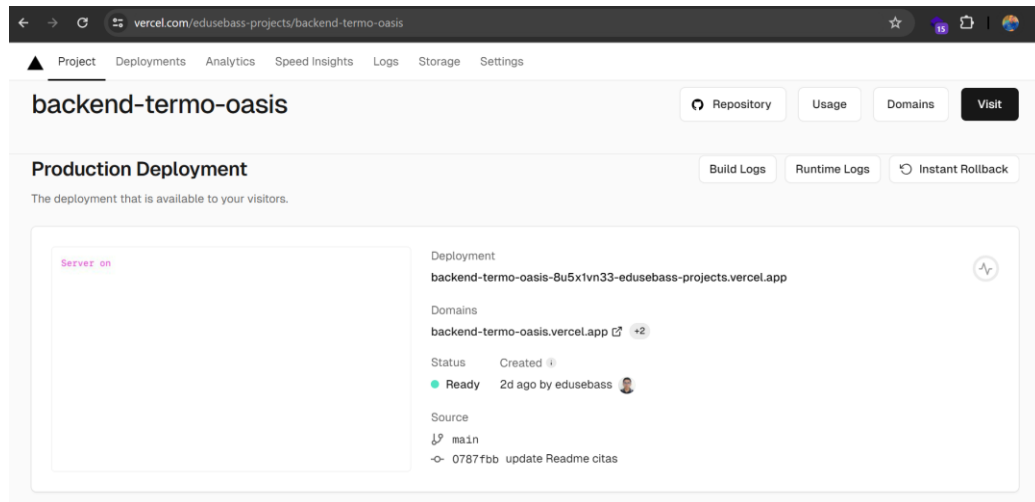 vercel.com/edusebass-projects/backend-termo-oasis
15
Project Deployments Analytics Speed Insights Logs Storage Settings
backend-termo-oasis
Repository Usage Domains Visit
Production Deployment
Build Logs Runtime Logs Instant Rollback
The deployment that is available to your visitors.
Server on
Deployment
backend-termo-oasis-8u5x1vn33-edusebass-projects.vercel.app
Domains
backend-termo-oasis.vercel.app +2
Status Created
Ready 2d ago by edusebass
Source
main
0787fbb update Readme citas